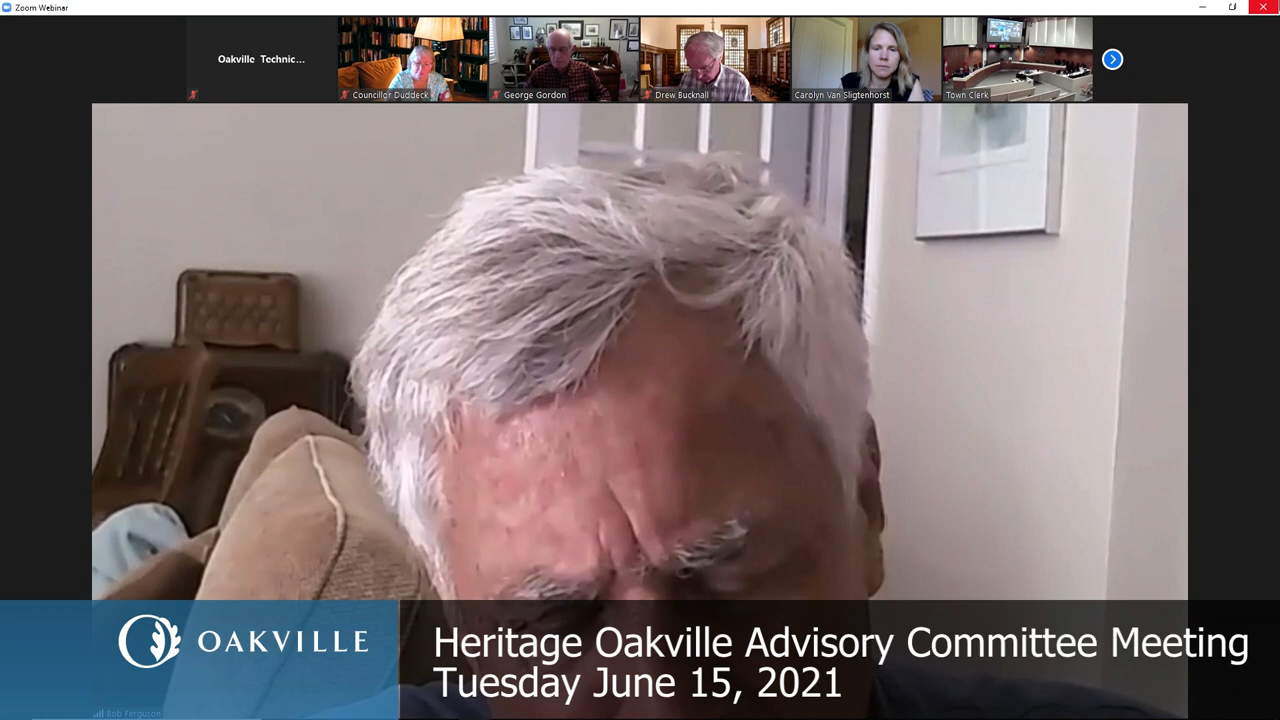 Zoom Webinar
Oakville Technic...
Councillor Duddeck
George Gordon
Drew Bucknall
Carolyn Van Sligtenhorst
Town Clerk
OAKVILLE
Heritage Oakville Advisory Committee Meeting
Tuesday June 15, 2021
Bob Ferguson